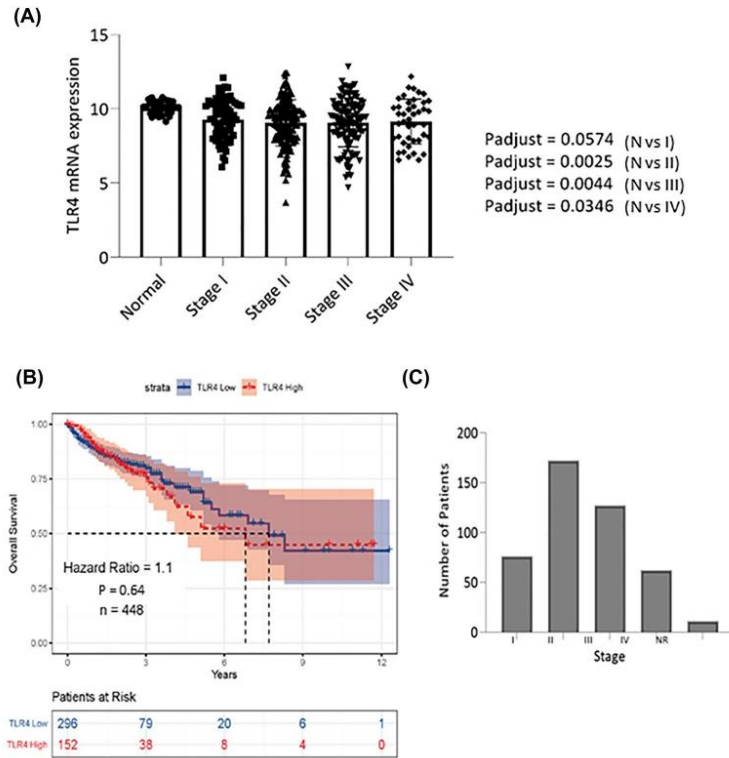 (A)
15
10
5
0
TLR4 mRNA expression
Normal
Stage I
Stage II
Stage III
Stage IV
Padjust = 0.0574 (N vs I)
Padjust = 0.0025 (N vs II)
Padjust = 0.0044 (N vs III)
Padjust = 0.0346 (N vs IV)
(B)
strata TLR4 Low TLR4 High
1.00
0.75
0.50
0.25
0.00
Overall Survival
Hazard Ratio = 1.1
P = 0.64
n = 448
0 3 6 9 12
Years
Patients at Risk
TLR4 Low 296 79 20 6 1
TLR4 High 152 38 8 4 0
(C)
200
150
100
50
0
Number of Patients
I II III IV NR
Stage